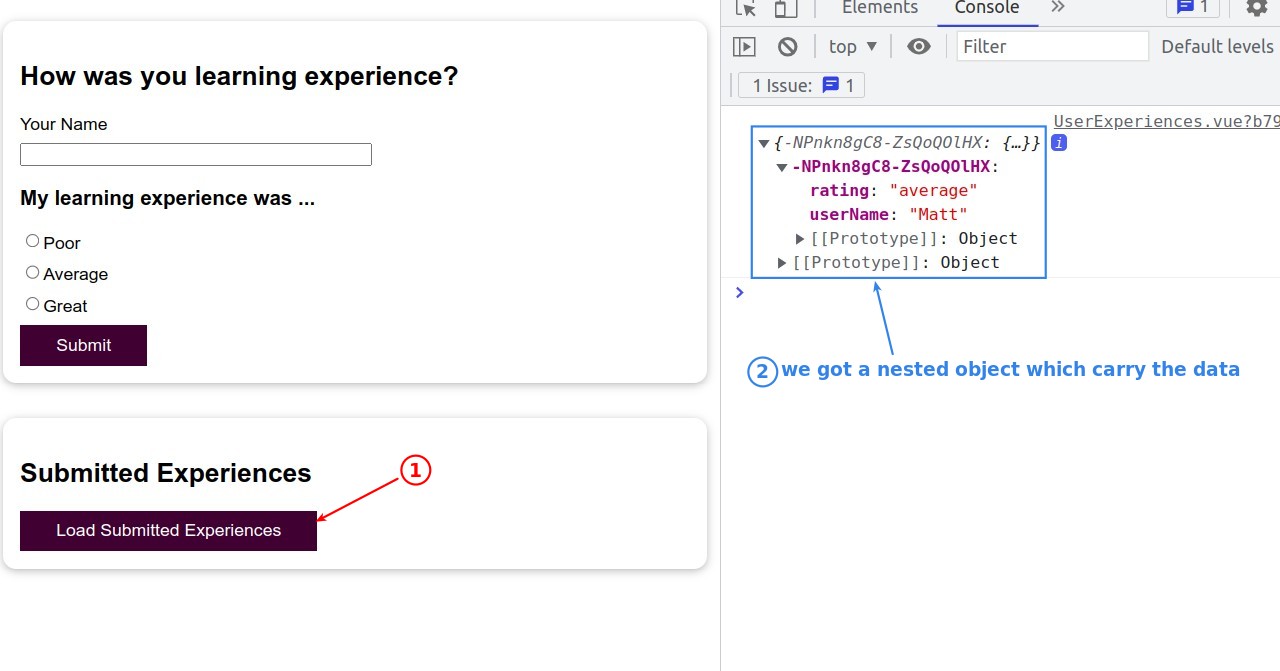 How was you learning experience?
Your Name
My learning experience was ...
Poor
Average
Great
Submit
Submitted Experiences
1
Load Submitted Experiences
Elements Console 1
top Filter Default levels
1 Issue: 1
UserExperiences.vue?b79
{-NPnkn8gC8-ZsQoQOlHX: {…}} i
-NPnkn8gC8-ZsQoQOlHX:
rating: "average"
userName: "Matt"
[[Prototype]]: Object
[[Prototype]]: Object
2 we got a nested object which carry the data